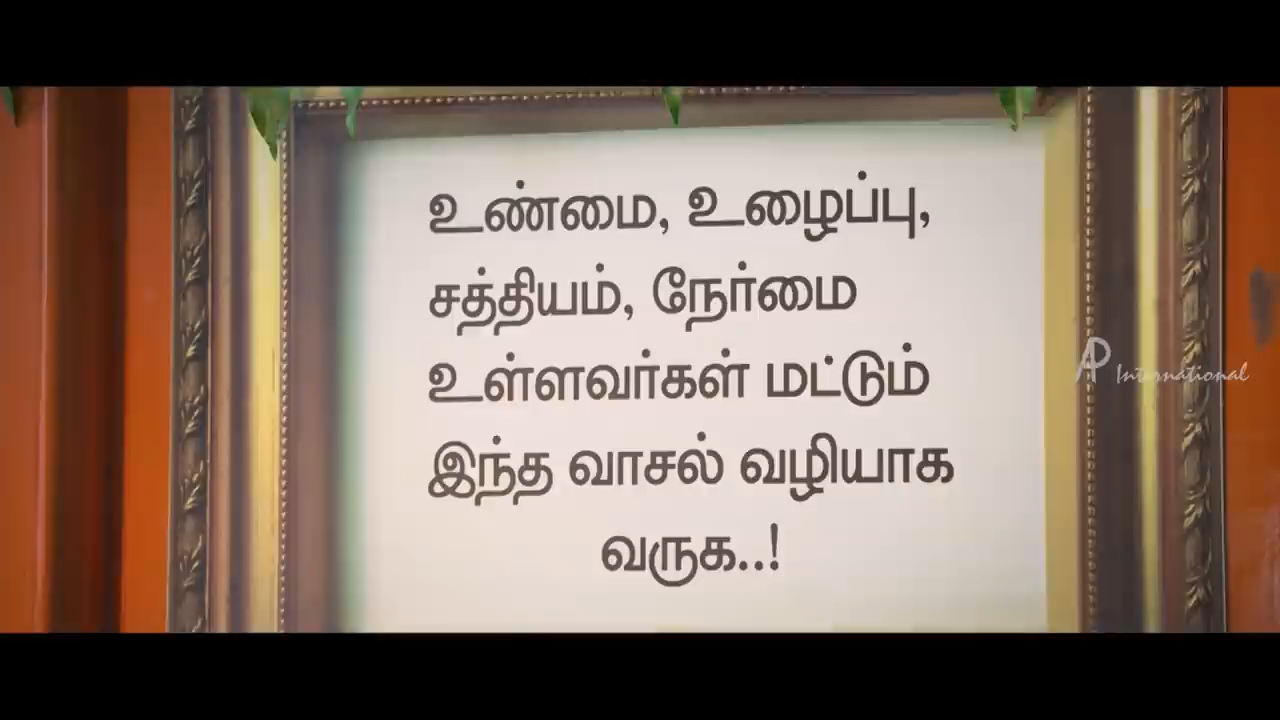 உண்மை, உழைப்பு,
சத்தியம், நேர்மை
உள்ளவர்கள் மட்டும்
இந்த வாசல் வழியாக
வருக..!
AP International